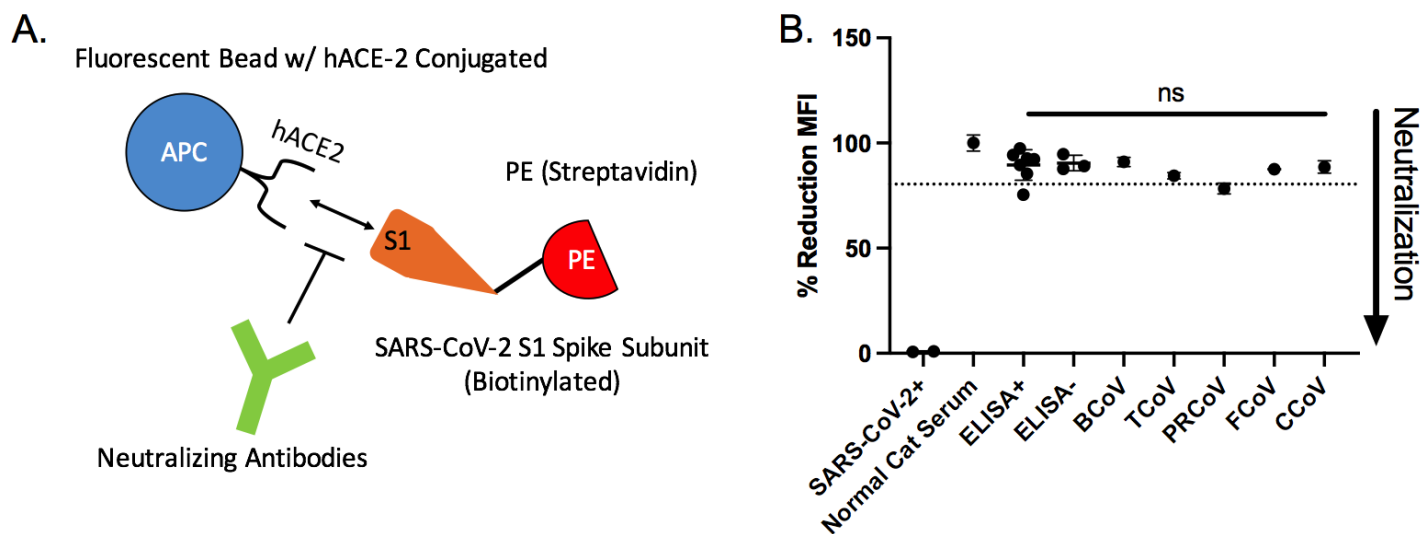 A.
Fluorescent Bead w/ hACE-2 Conjugated
APC
hACE2
PE (Streptavidin)
S1
PE
SARS-CoV-2 S1 Spike Subunit
(Biotinylated)
Neutralizing Antibodies
B.
% Reduction MFI
150
100
50
0
ns
Neutralization
SARS-CoV-2+
Normal Cat Serum
ELISA+
ELISA-
BCoV
TCoV
PRCoV
FCoV
CCoV